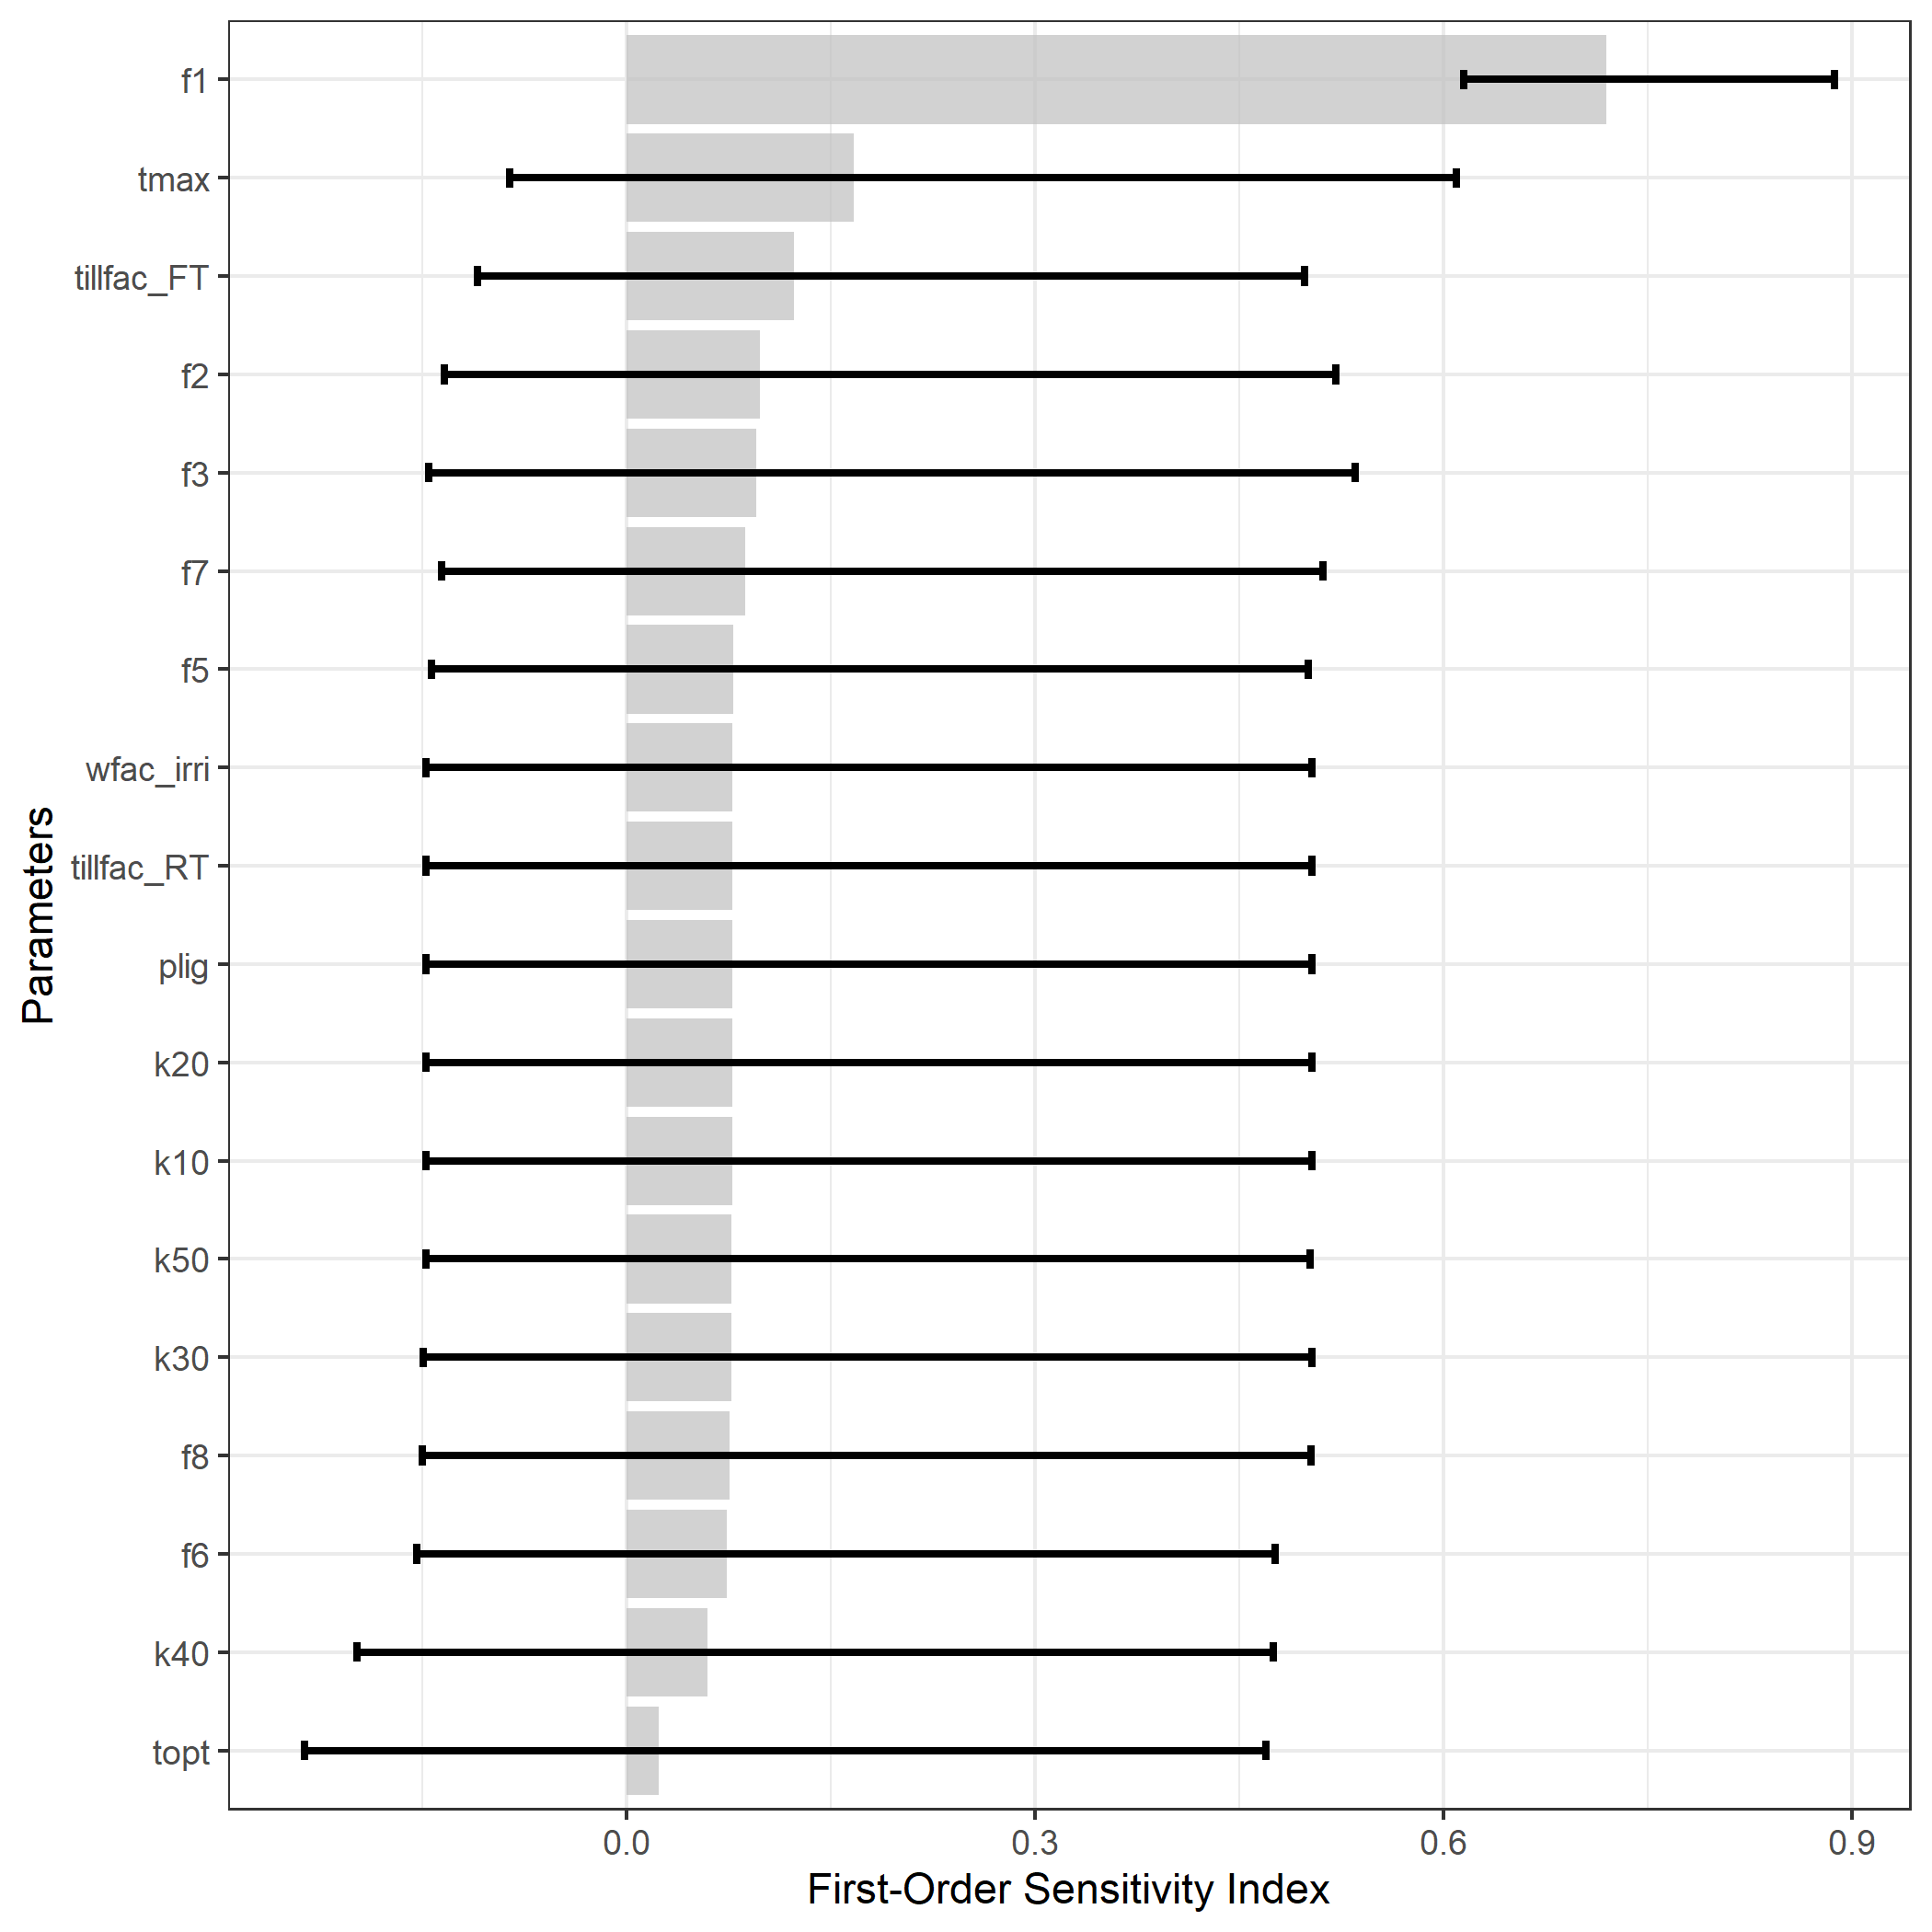 f1
tmax
tillfac_FT
f2
f3
f7
f5
wfac_irri
tillfac_RT
plig
k20
k10
k50
k30
f8
f6
k40
topt
Parameters
0.0 0.3 0.6 0.9
First-Order Sensitivity Index